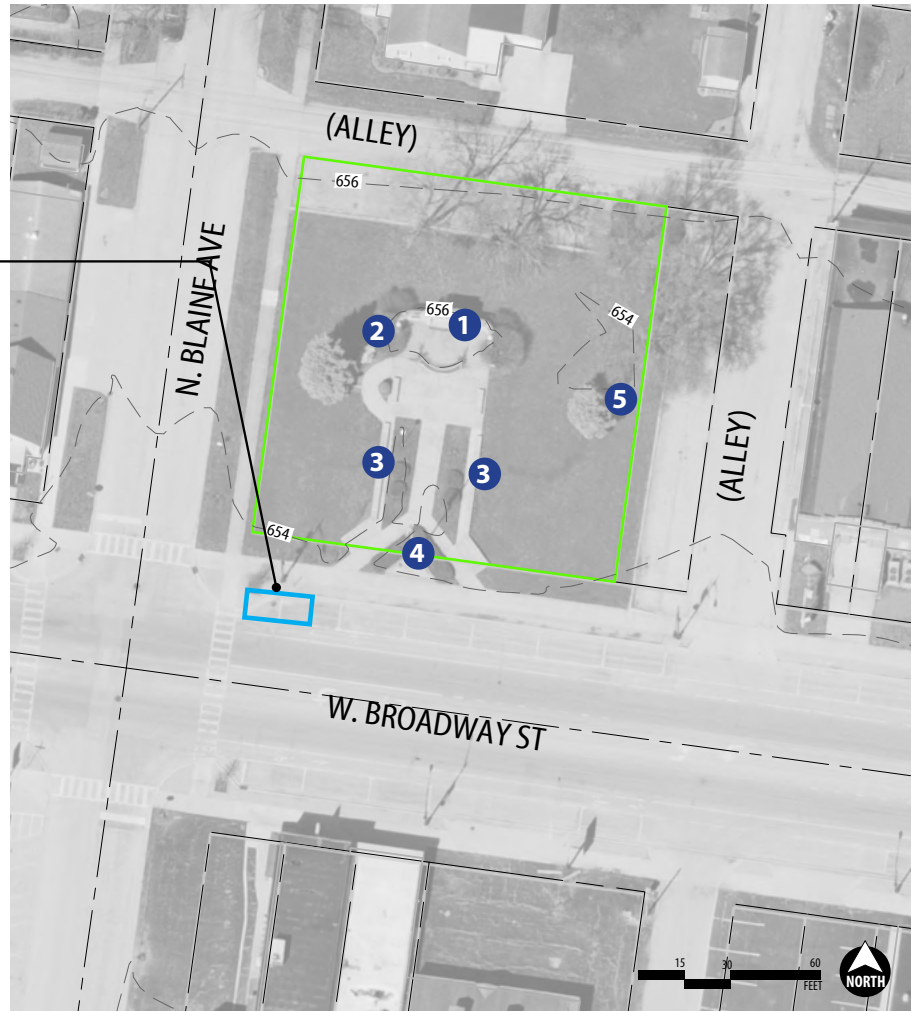 (ALLEY)
656
N. BLAINE AVE
656
1
2
654
5
(ALLEY)
3
3
654
4
W. BROADWAY ST
15
30
60
FEET
NORTH